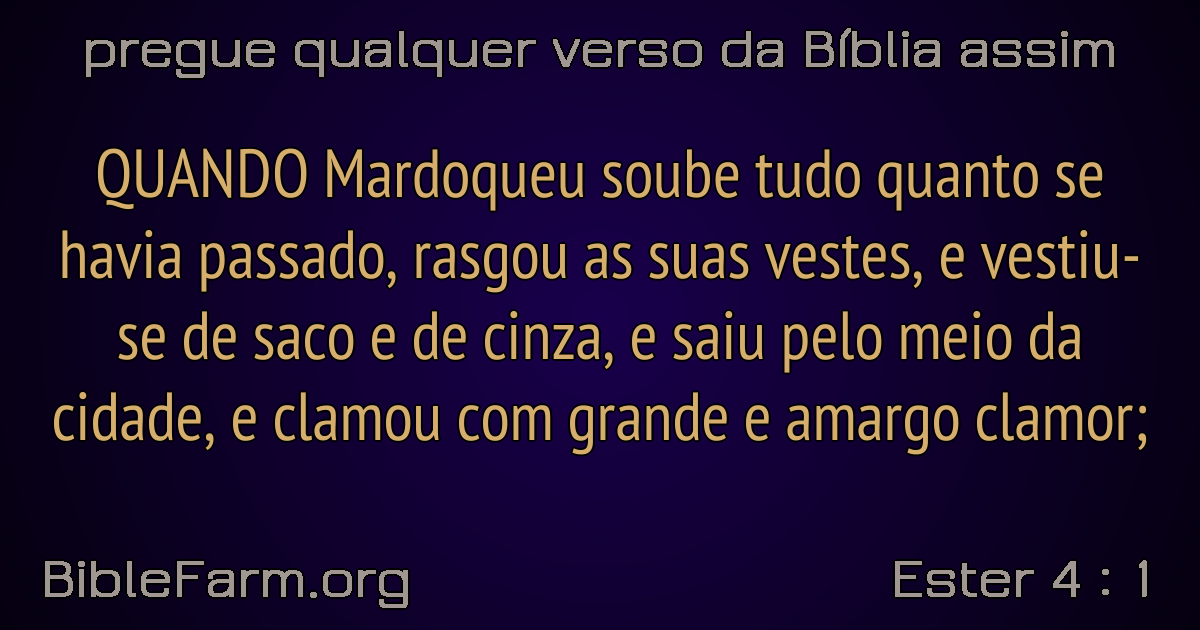 pregue qualquer verso da Bíblia assim
QUANDO Mardoqueu soube tudo quanto se
havia passado, rasgou as suas vestes, e vestiu-
se de saco e de cinza, e saiu pelo meio da
cidade, e clamou com grande e amargo clamor;
BibleFarm.org
Ester 4 : 1